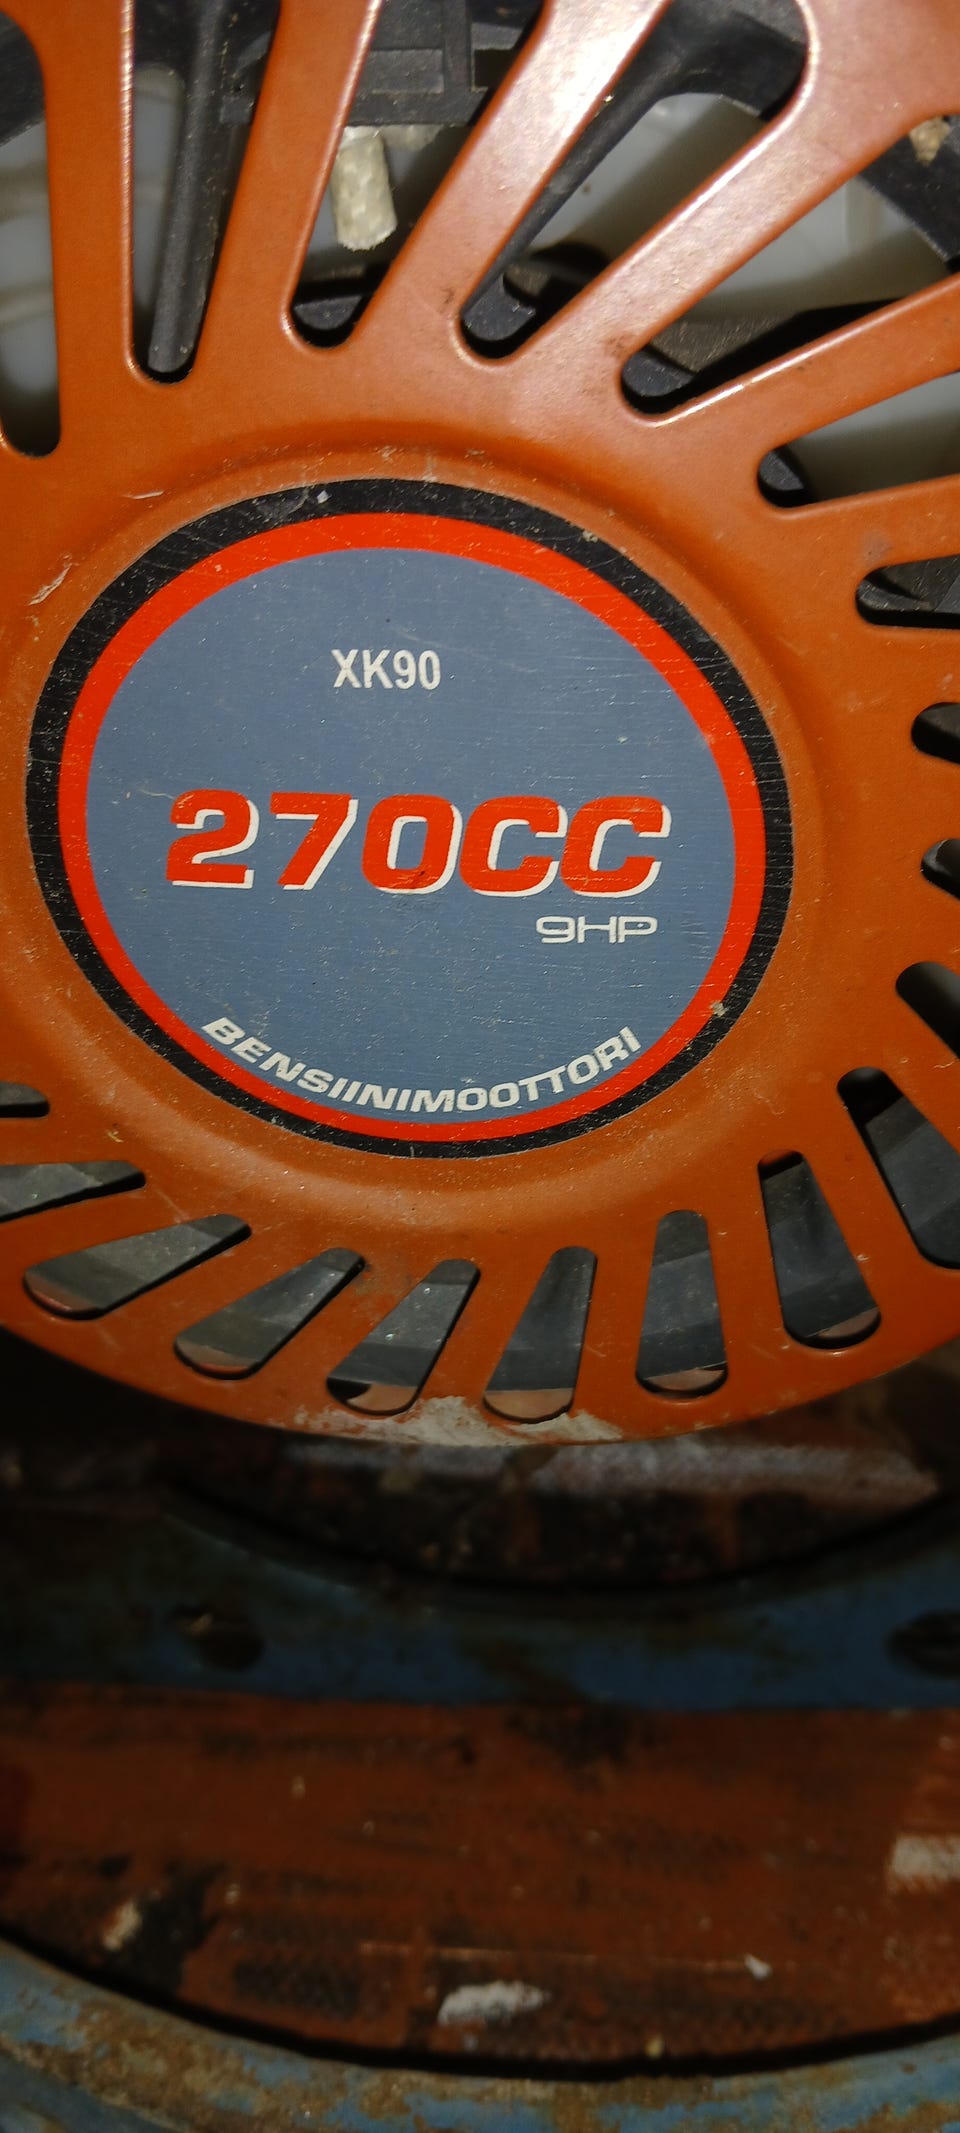 XK90
270CC
9HP
BENSIINIMOOTTORI